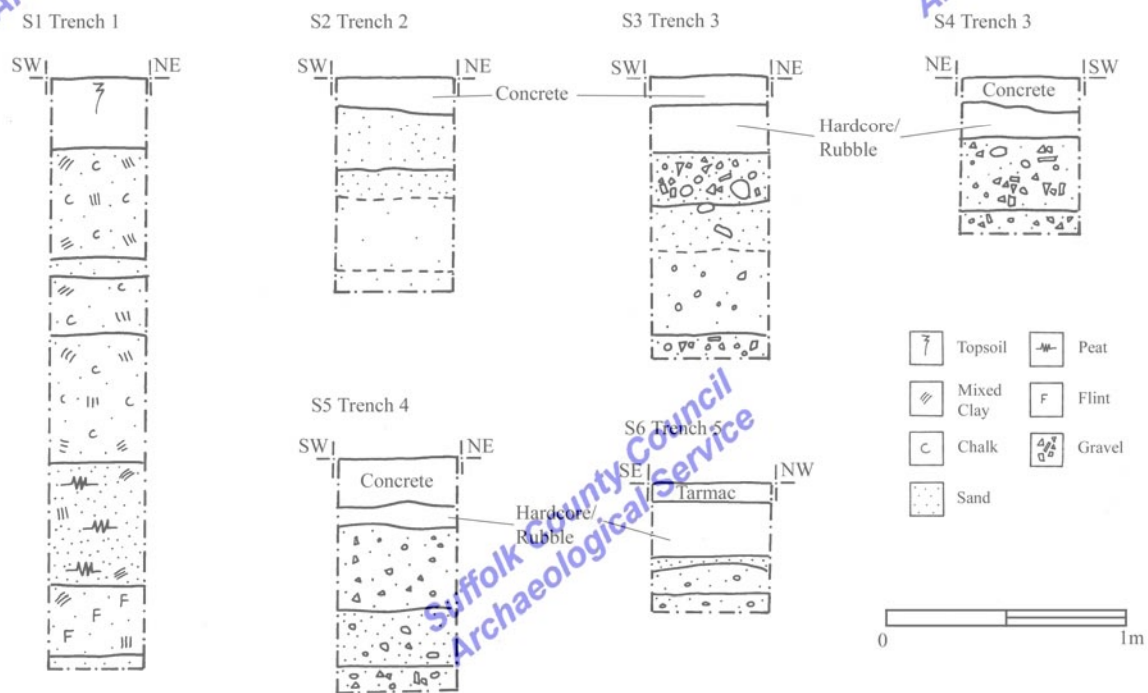 S1 Trench 1
S2 Trench 2
S3 Trench 3
S4 Trench 3
SW NE
SW NE
SW NE
NE SW
Concrete
Concrete
Hardcore/
Rubble
S5 Trench 4
SW NE
Concrete
Hardcore/
Rubble
S6 Trench 5
SE NW
Tarmac
Topsoil
Peat
Mixed
Clay
F Flint
C Chalk
Gravel
Sand
0 1m
Suffolk County Council
Archaeological Service